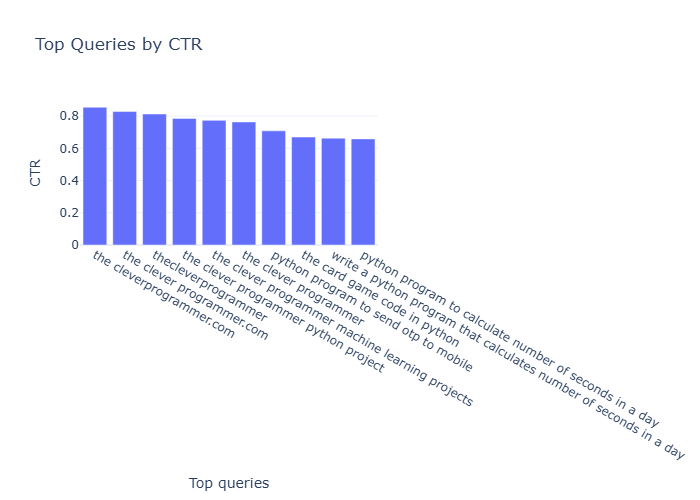 Top Queries by CTR
CTR
0.8
0.6
0.4
0.2
0
the cleverprogrammer.com
the clever programmer.com
thecleverprogrammer
the clever programmer python project
the clever programmer machine learning projects
the clever programmer
python program to send otp to mobile
the card game code in python
write a python program that calculates number of seconds in a day
python program to calculate number of seconds in a day
Top queries